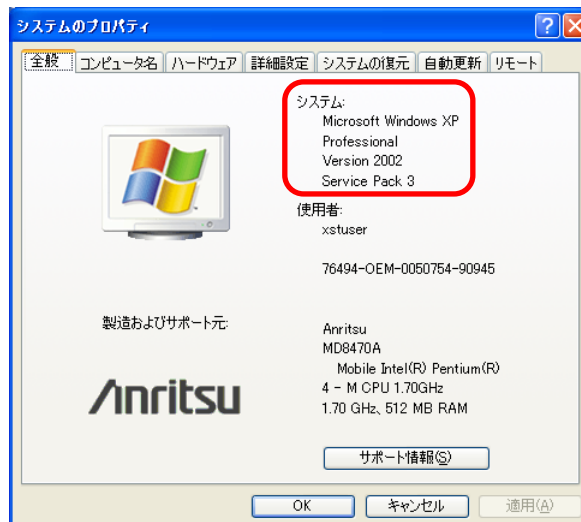 システムのプロパティ
全般 コンピュータ名 ハードウェア 詳細設定 システムの復元 自動更新 リモート
システム:
Microsoft Windows XP
Professional
Version 2002
Service Pack 3
使用者:
xstuser
76494-OEM-0050754-90945
製造およびサポート元:
Anritsu
MD8470A
Mobile Intel(R) Pentium(R)
4 - M CPU 1.70GHz
1.70 GHz、512 MB RAM
Anritsu
サポート情報(S)
OK キャンセル 適用(A)